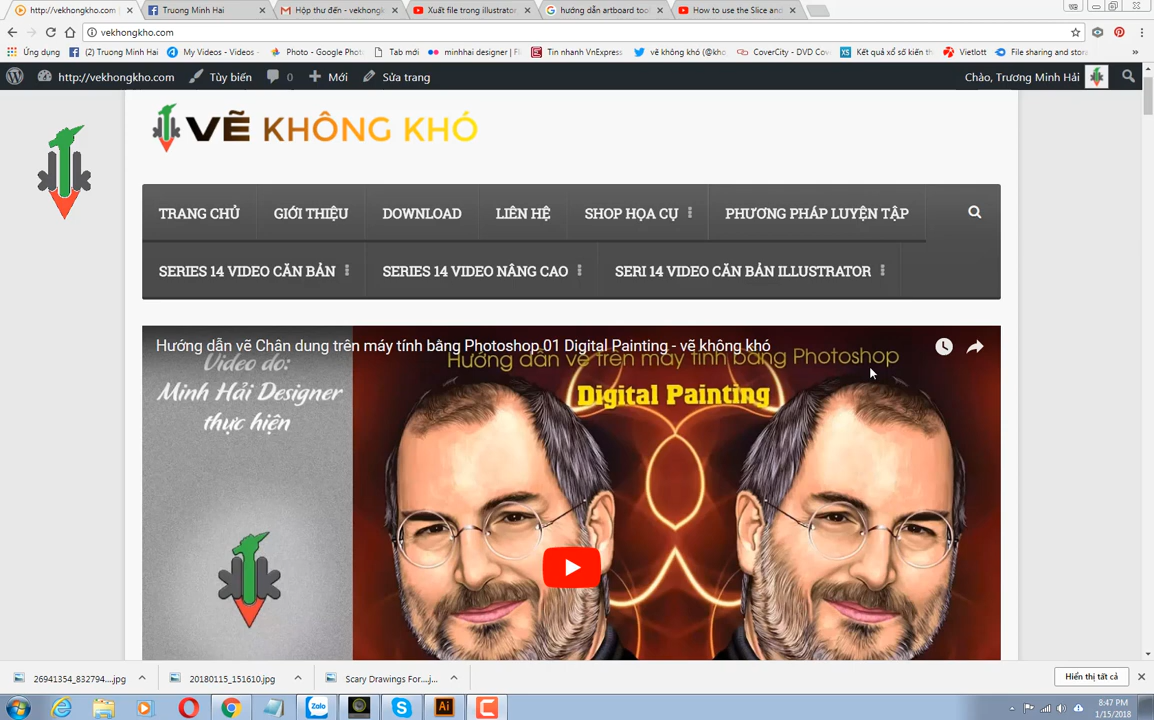 http://vekhongkho.com
Truong Minh Hai
Hộp thư đến - vekhongk
Xuất file trong illustrator
hướng dẫn artboard tool
How to use the Slice and
vekhongkho.com
Ứng dụng
(2) Truong Minh Hai
My Videos - Videos
Photo - Google Phot
Tab mới
minhhai designer | Fl
Tin nhanh VnExpress
vẽ không khó (@kho
CoverCity - DVD Cov
Kết quả xổ số kiến th
Vietlott
File sharing and stora
»
http://vekhongkho.com
Tùy biến
0
Mới
Sửa trang
Chào, Trương Minh Hải
VẼ KHÔNG KHÓ
TRANG CHỦ
GIỚI THIỆU
DOWNLOAD
LIÊN HỆ
SHOP HỌA CỤ
PHƯƠNG PHÁP LUYỆN TẬP
SERIES 14 VIDEO CĂN BẢN
SERIES 14 VIDEO NÂNG CAO
SERI 14 VIDEO CĂN BẢN ILLUSTRATOR
Hướng dẫn vẽ Chân dung trên máy tính bằng Photoshop 01 Digital Painting - vẽ không khó
Hướng dẫn vẽ trên máy tính bằng Photoshop
Digital Painting
Video do:
Minh Hải Designer
thực hiện
26941354_832794....jpg
20180115_151610.jpg
Scary Drawings For....jpg
Hiển thị tất cả
Zalo
Ai
8:47 PM
1/15/2018